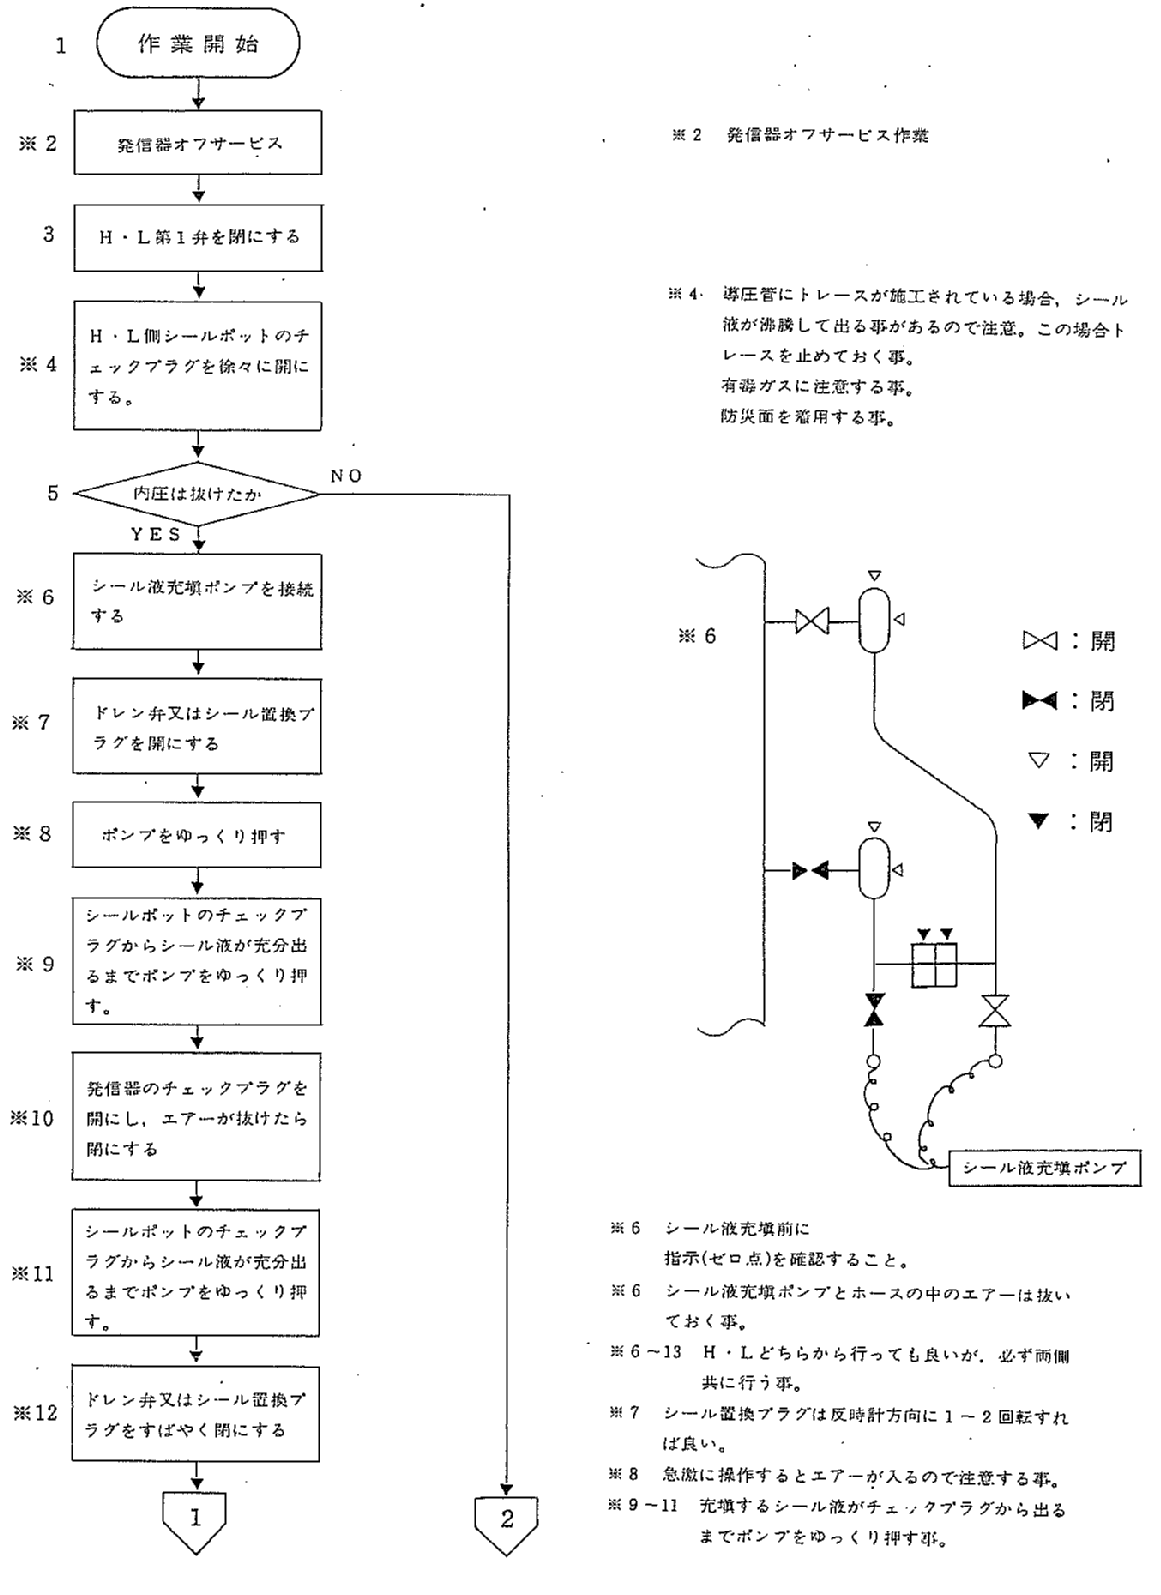 1 作業開始
※2 発信器オフサービス
3 H・L第1弁を閉にする
※4 H・L側シールポットのチ
ェックプラグを徐々に開に
する。
5 内圧は抜けたか
NO
YES
※6 シール液充塡ポンプを接続
する
※7 ドレン弁又はシール置換プ
ラグを開にする
※8 ポンプをゆっくり押す
※9 シールポットのチェックプ
ラグからシール液が充分出
るまでポンプをゆっくり押
す。
※10 発信器のチェックプラグを
開にし，エアーが抜けたら
閉にする
※11 シールポットのチェックプ
ラグからシール液が充分出
るまでポンプをゆっくり押
す。
※12 ドレン弁又はシール置換プ
ラグをすばやく閉にする
1
2
※2 発信器オフサービス作業
※4 導圧管にトレースが施工されている場合，シール
液が沸騰して出る事があるので注意。この場合ト
レースを止めておく事。
有毒ガスに注意する事。
防災面を着用する事。
※6
：開
：閉
：開
：閉
シール液充塡ポンプ
※6 シール液充塡前に
指示(ゼロ点)を確認すること。
※6 シール液充塡ポンプとホースの中のエアーは抜い
ておく事。
※6～13 H・Lどちらから行っても良いが，必ず両側
共に行う事。
※7 シール置換プラグは反時計方向に1～2回転すれ
ば良い。
※8 急激に操作するとエアーが入るので注意する事。
※9～11 充塡するシール液がチェックプラグから出る
までポンプをゆっくり押す事。